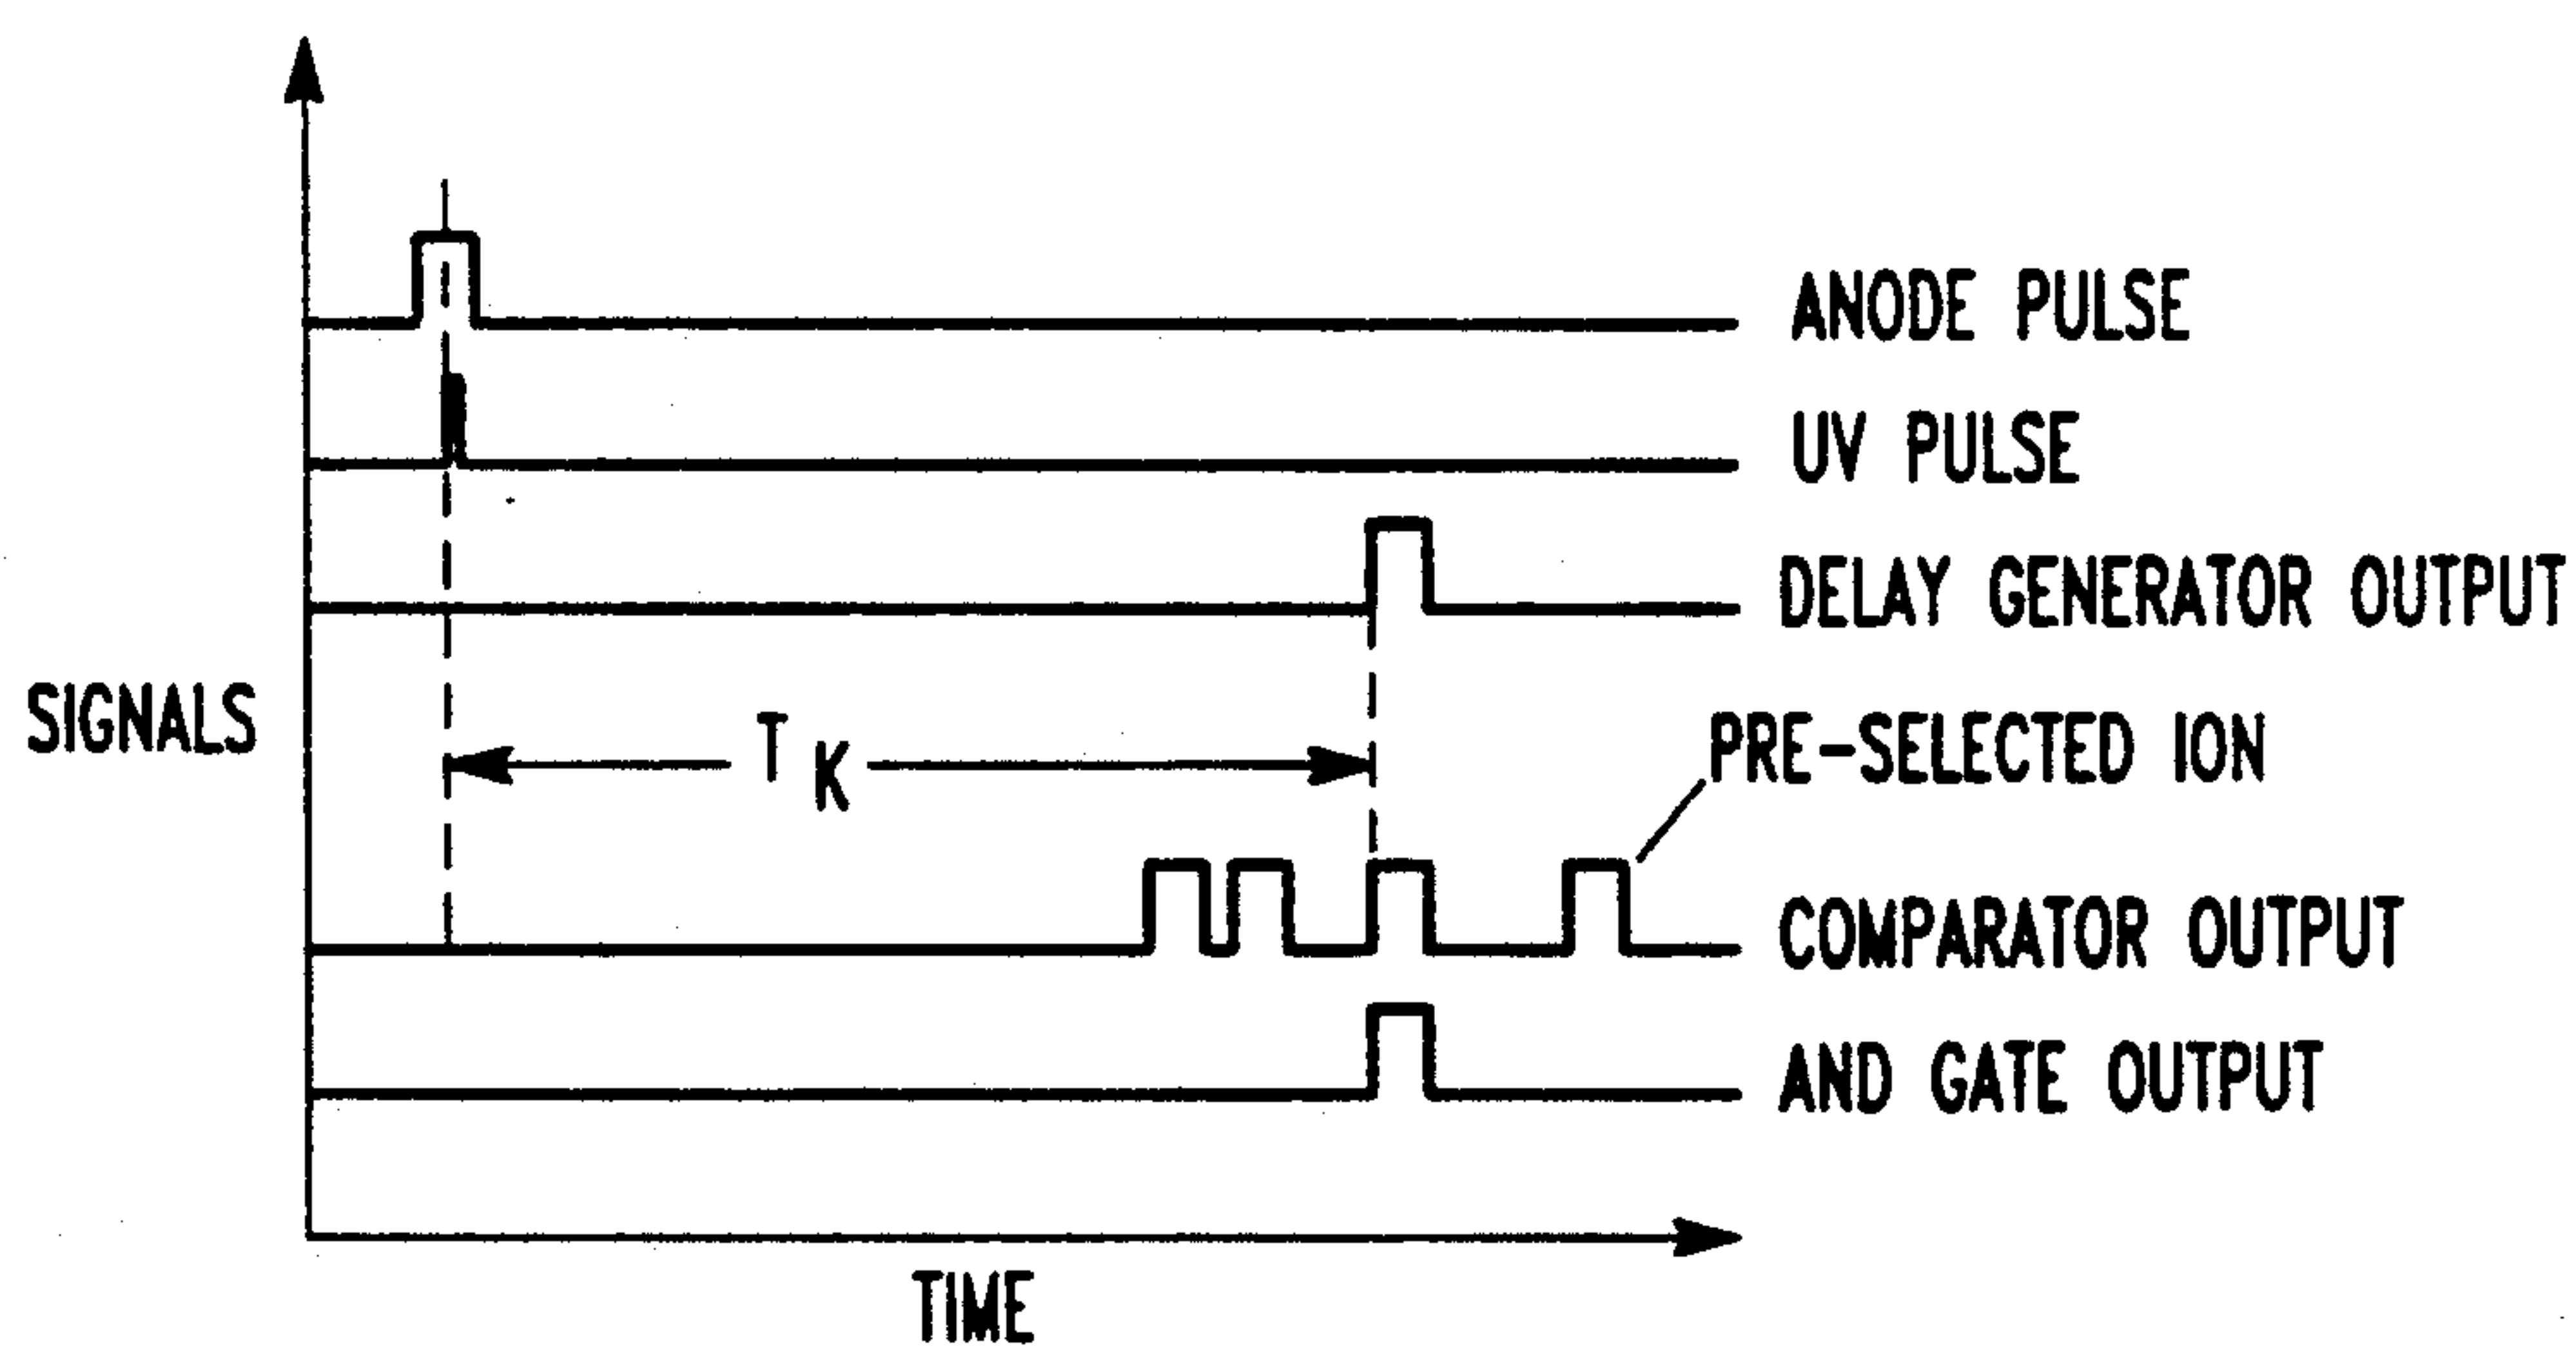 ANODE PULSE
UV PULSE
DELAY GENERATOR OUTPUT
SIGNALS
T K
PRE-SELECTED ION
COMPARATOR OUTPUT
AND GATE OUTPUT
TIME